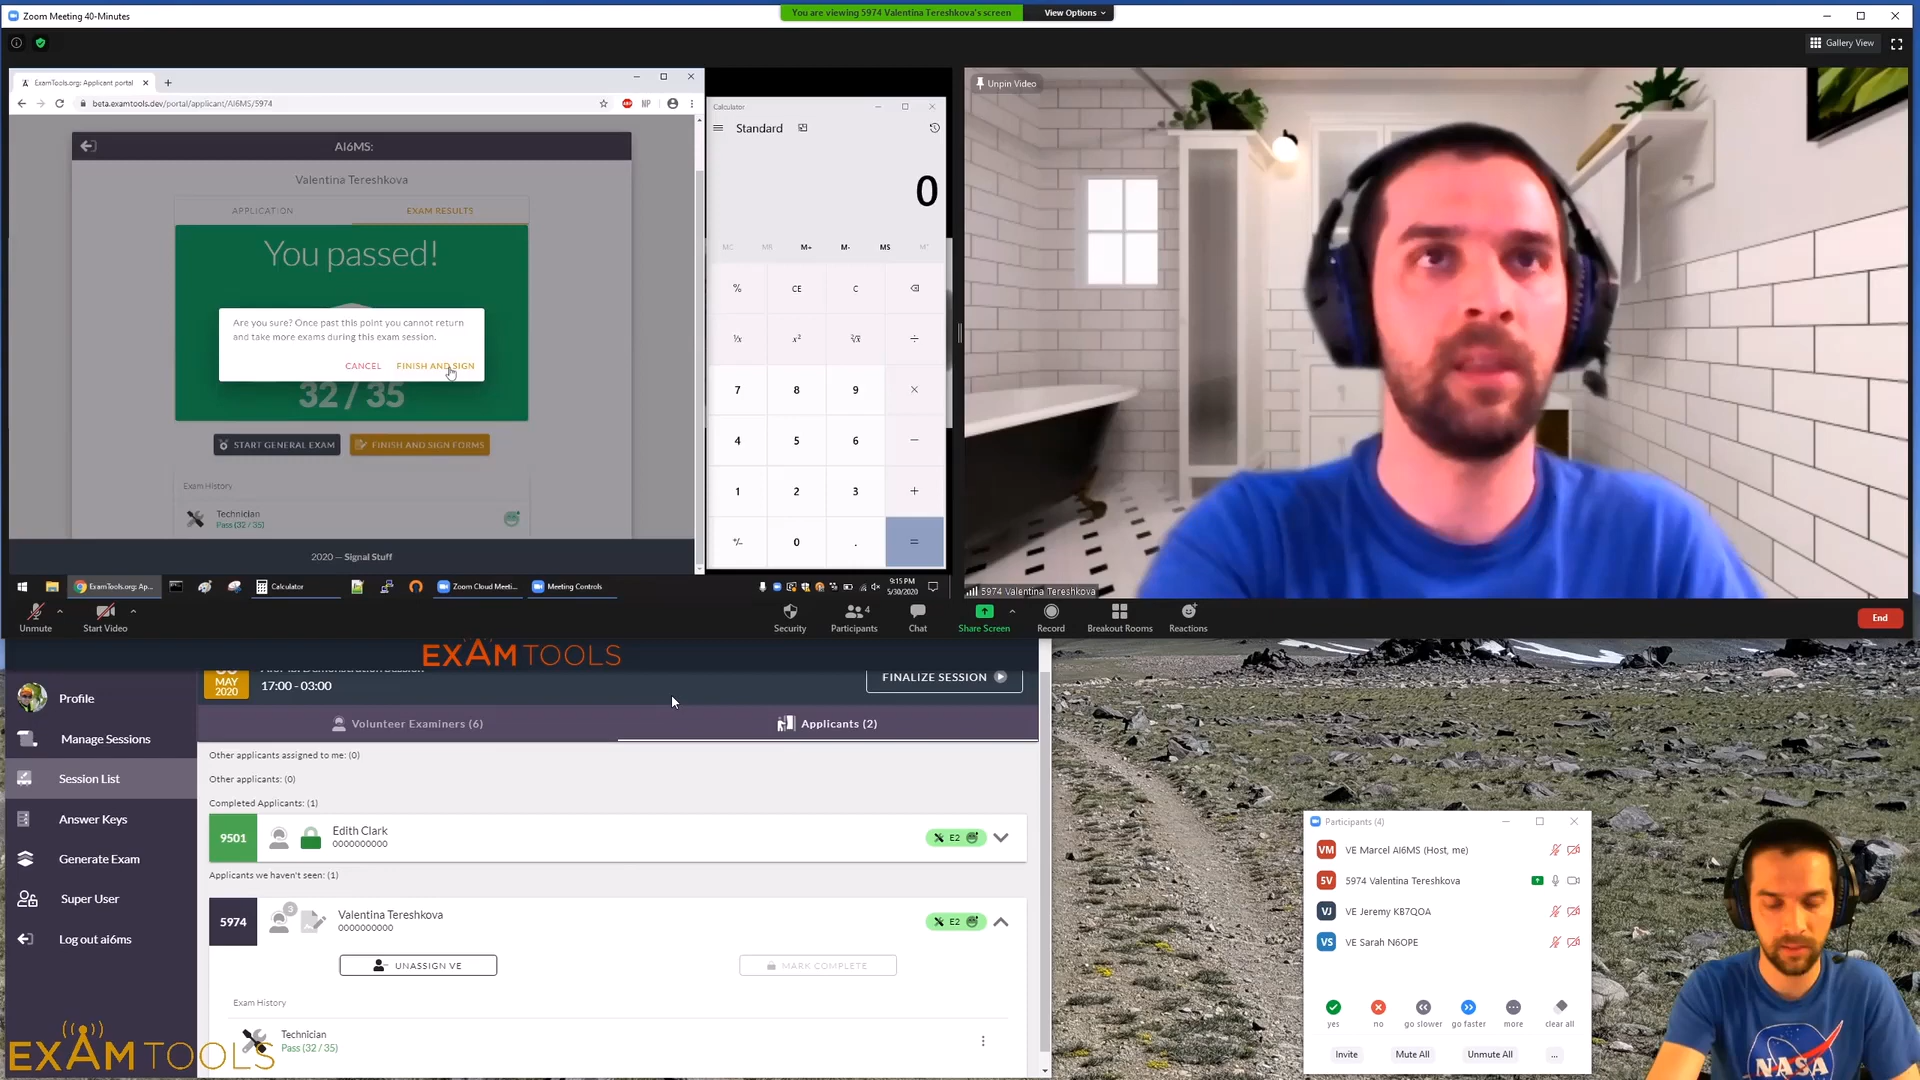 Zoom Meeting 40-Minutes
You are viewing 5974 Valentina Tereshkova's screen
View Options
Gallery View
ExamTools.org: Applicant portal
beta.examtools.dev/portal/applicant/AI6MS/5974
NP
AI6MS:
Valentina Tereshkova
APPLICATION
EXAM RESULTS
You passed!
Are you sure? Once past this point you cannot return
and take more exams during this exam session.
CANCEL
FINISH AND SIGN
32 / 35
START GENERAL EXAM
FINISH AND SIGN FORMS
Exam History
Technician
Pass (32 / 35)
2020 — Signal Stuff
Calculator
Standard
0
MC MR M+ M- MS M˅
% CE C
¹/x x² ²√x ÷
7 8 9 ×
4 5 6 −
1 2 3 +
+/− 0 . =
Unpin Video
5974 Valentina Tereshkova
ExamTools.org: Ap...
Calculator
Zoom Cloud Meeti...
Meeting Controls
9:15 PM
5/30/2020
Unmute
Start Video
Security
Participants
4
Chat
Share Screen
Record
Breakout Rooms
Reactions
End
EXAMTOOLS
MAY
2020
17:00 - 03:00
FINALIZE SESSION
Profile
Manage Sessions
Session List
Answer Keys
Generate Exam
Super User
Log out ai6ms
Volunteer Examiners (6)
Applicants (2)
Other applicants assigned to me: (0)
Other applicants: (0)
Completed Applicants: (1)
9501
Edith Clark
0000000000
E2
Applicants we haven't seen: (1)
5974
3
Valentina Tereshkova
0000000000
E2
UNASSIGN VE
MARK COMPLETE
Exam History
Technician
Pass (32 / 35)
EXAMTOOLS
Participants (4)
VM VE Marcel AI6MS (Host, me)
5V 5974 Valentina Tereshkova
VJ VE Jeremy KB7QOA
VS VE Sarah N6OPE
yes
no
go slower
go faster
more
clear all
Invite
Mute All
Unmute All
...
NASA